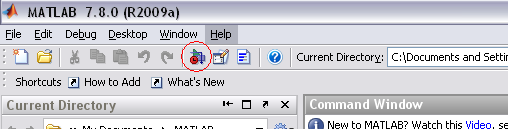 MATLAB 7.8.0 (R2009a)
File Edit Debug Desktop Window Help
Current Directory: C:\Documents and Settin
Shortcuts How to Add What's New
Current Directory Command Window
My Documents MATLAB New to MATLAB? Watch this Video, se